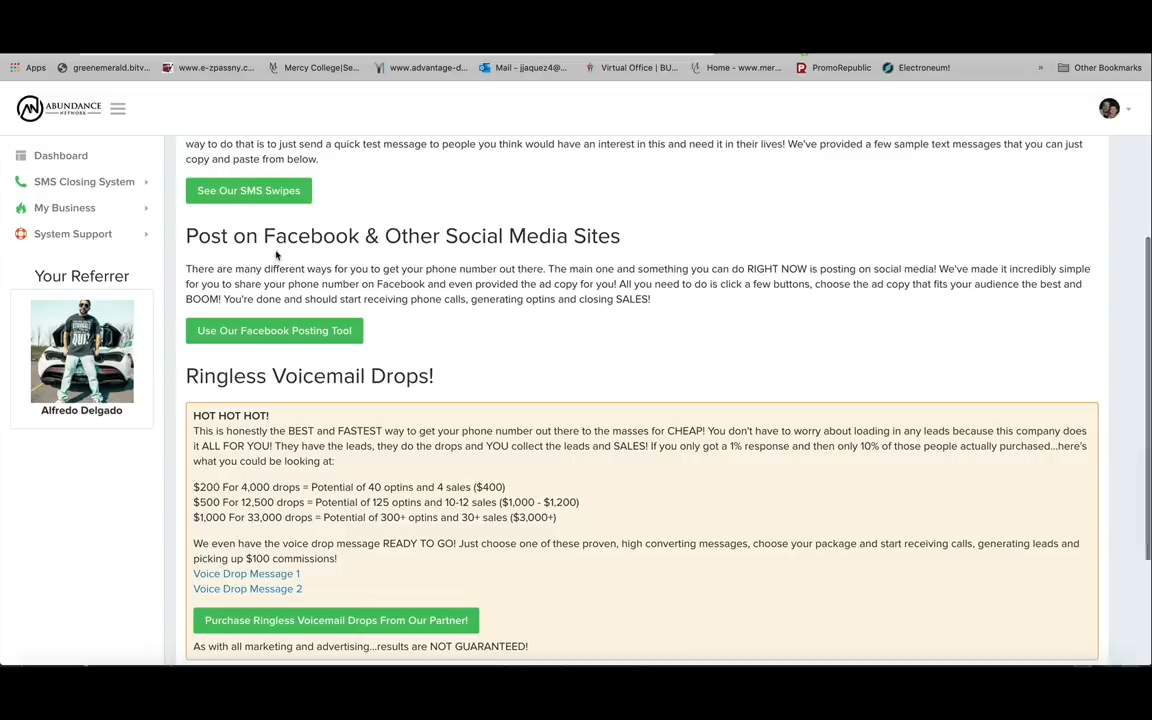 Apps greenemerald.bitv... www.e-zpassny.c... Mercy College|Se... www.advantage-d... Mail - jjaquez4@... Virtual Office | BU... Home - www.mer... PromoRepublic Electroneum! » Other Bookmarks
ABUNDANCE
NETWORK
Dashboard
SMS Closing System
My Business
System Support
Your Referrer
Alfredo Delgado
way to do that is to just send a quick test message to people you think would have an interest in this and need it in their lives! We've provided a few sample text messages that you can just
copy and paste from below.
See Our SMS Swipes
Post on Facebook & Other Social Media Sites
There are many different ways for you to get your phone number out there. The main one and something you can do RIGHT NOW is posting on social media! We've made it incredibly simple
for you to share your phone number on Facebook and even provided the ad copy for you! All you need to do is click a few buttons, choose the ad copy that fits your audience the best and
BOOM! You're done and should start receiving phone calls, generating optins and closing SALES!
Use Our Facebook Posting Tool
Ringless Voicemail Drops!
HOT HOT HOT!
This is honestly the BEST and FASTEST way to get your phone number out there to the masses for CHEAP! You don't have to worry about loading in any leads because this company does
it ALL FOR YOU! They have the leads, they do the drops and YOU collect the leads and SALES! If you only got a 1% response and then only 10% of those people actually purchased...here's
what you could be looking at:
$200 For 4,000 drops = Potential of 40 optins and 4 sales ($400)
$500 For 12,500 drops = Potential of 125 optins and 10-12 sales ($1,000 - $1,200)
$1,000 For 33,000 drops = Potential of 300+ optins and 30+ sales ($3,000+)
We even have the voice drop message READY TO GO! Just choose one of these proven, high converting messages, choose your package and start receiving calls, generating leads and
picking up $100 commissions!
Voice Drop Message 1
Voice Drop Message 2
Purchase Ringless Voicemail Drops From Our Partner!
As with all marketing and advertising...results are NOT GUARANTEED!